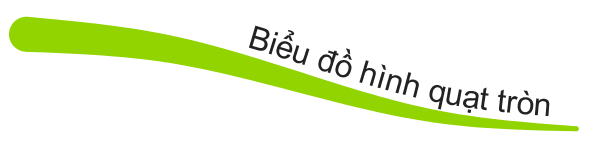 Biểu đồ hình quạt tròn